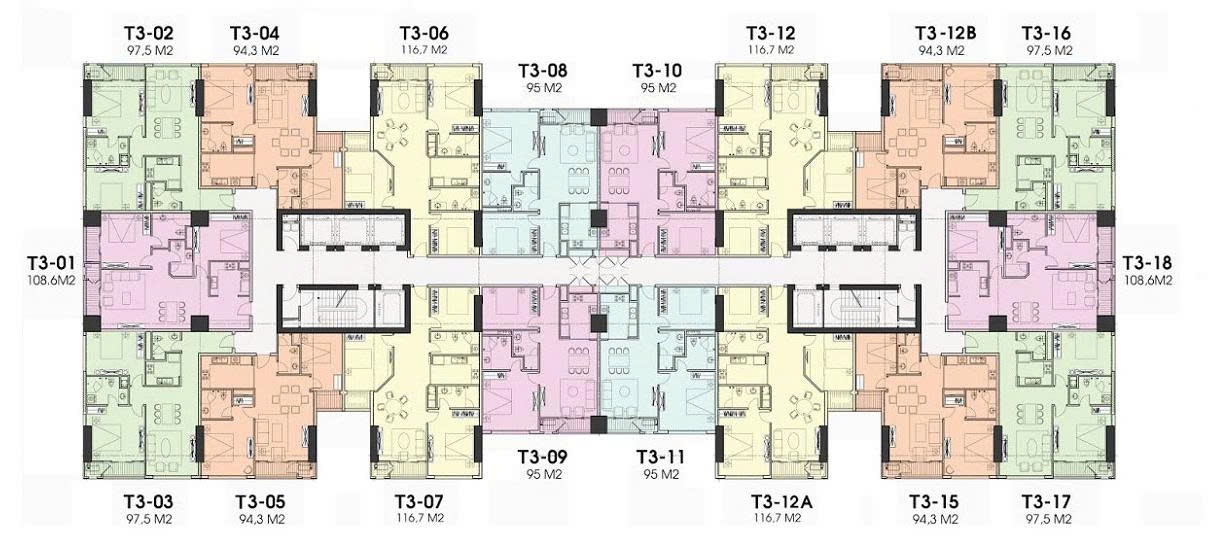 T3-02
97,5 M2
T3-04
94,3 M2
T3-06
116,7 M2
T3-08
95 M2
T3-10
95 M2
T3-12
116,7 M2
T3-12B
94,3 M2
T3-16
97,5 M2
T3-01
108.6M2
T3-18
108,6M2
T3-03
97,5 M2
T3-05
94,3 M2
T3-07
116,7 M2
T3-09
95 M2
T3-11
95 M2
T3-12A
116,7 M2
T3-15
94,3 M2
T3-17
97,5 M2